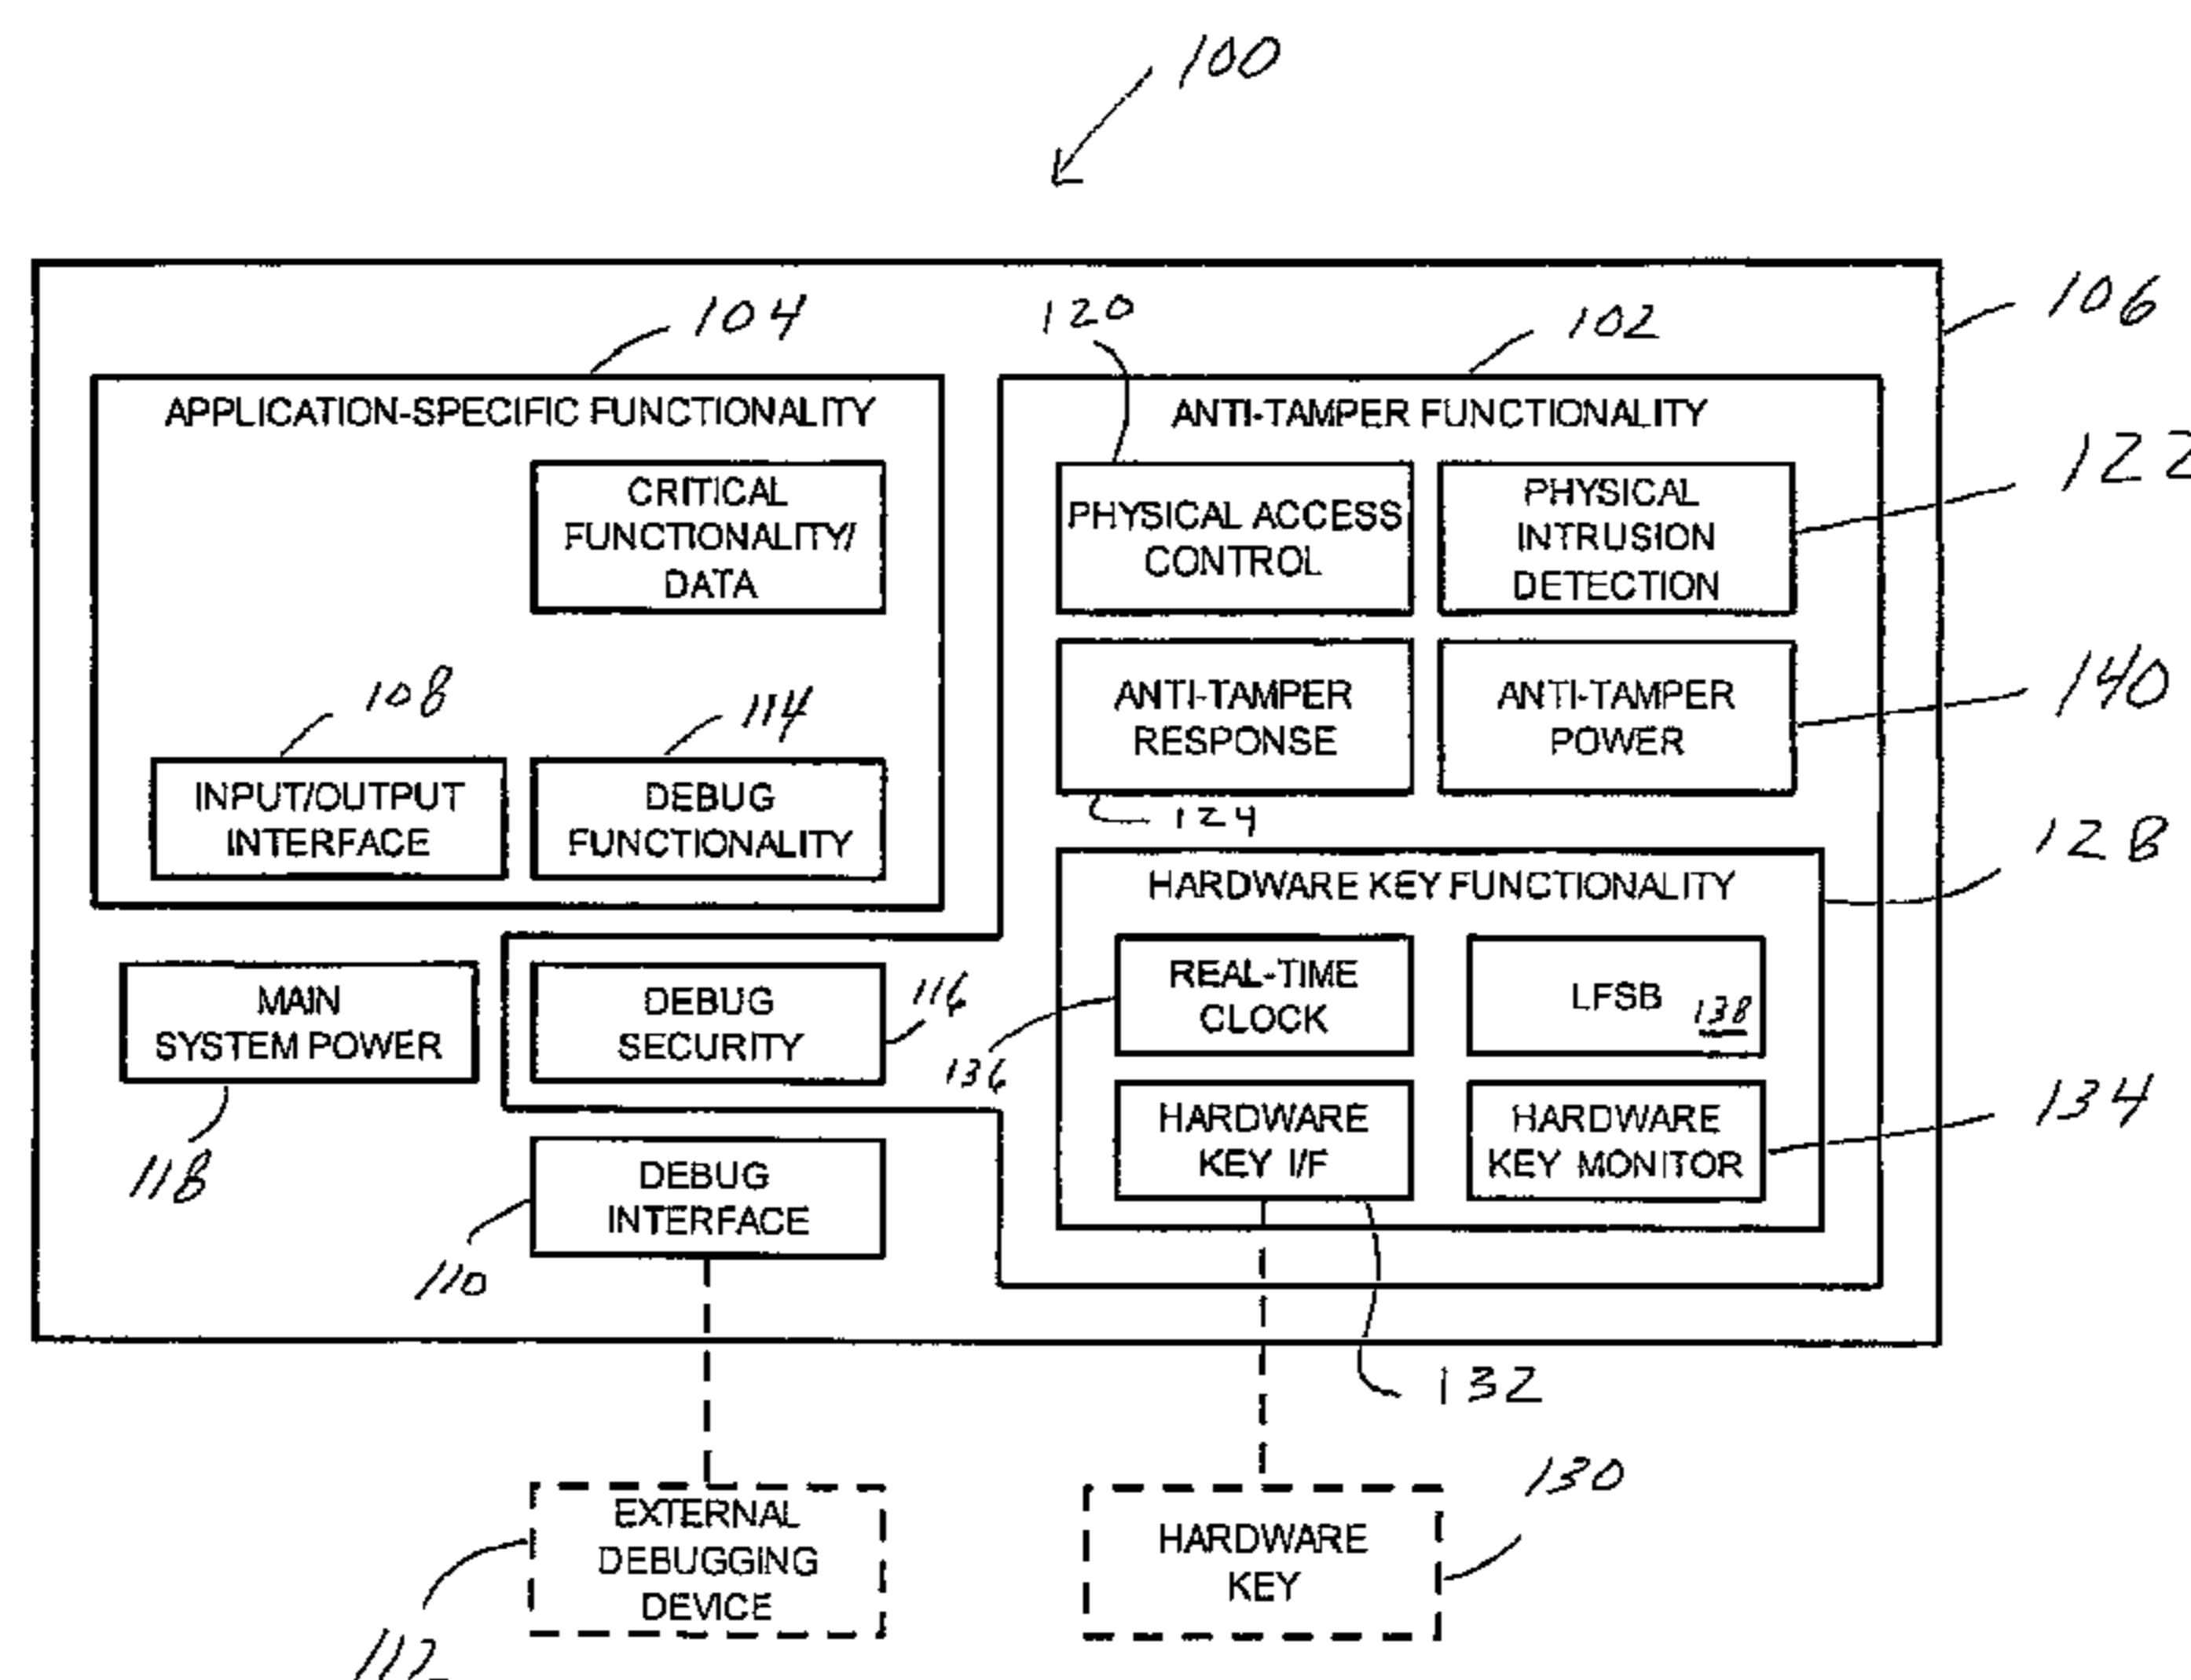 100
106
104
120
102
APPLICATION-SPECIFIC FUNCTIONALITY
ANTI-TAMPER FUNCTIONALITY
CRITICAL
FUNCTIONALITY/
DATA
PHYSICAL ACCESS
CONTROL
PHYSICAL
INTRUSION
DETECTION
122
108
114
ANTI-TAMPER
RESPONSE
124
ANTI-TAMPER
POWER
140
INPUT/OUTPUT
INTERFACE
DEBUG
FUNCTIONALITY
128
HARDWARE KEY FUNCTIONALITY
MAIN
SYSTEM POWER
118
DEBUG
SECURITY
116
REAL-TIME
CLOCK
136
LFSB
138
HARDWARE
KEY I/F
HARDWARE
KEY MONITOR
134
DEBUG
INTERFACE
110
132
EXTERNAL
DEBUGGING
DEVICE
112
HARDWARE
KEY
130